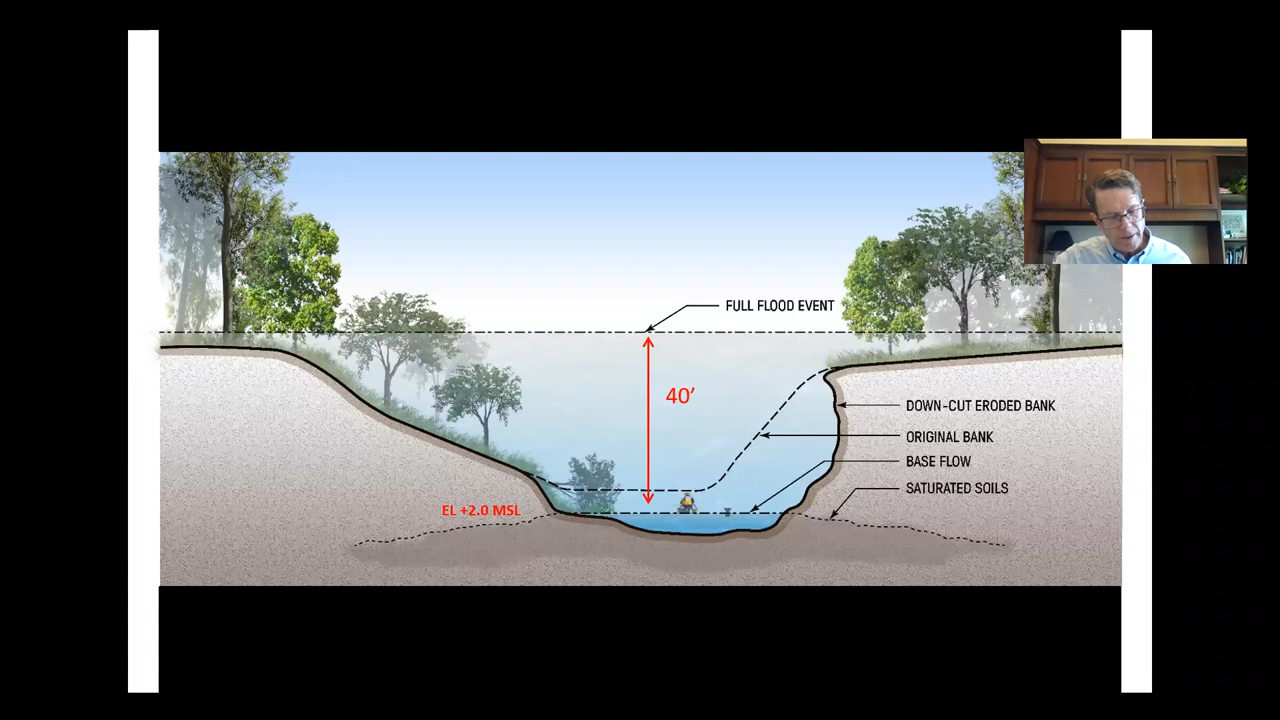 FULL FLOOD EVENT
40’
DOWN-CUT ERODED BANK
ORIGINAL BANK
BASE FLOW
SATURATED SOILS
EL +2.0 MSL